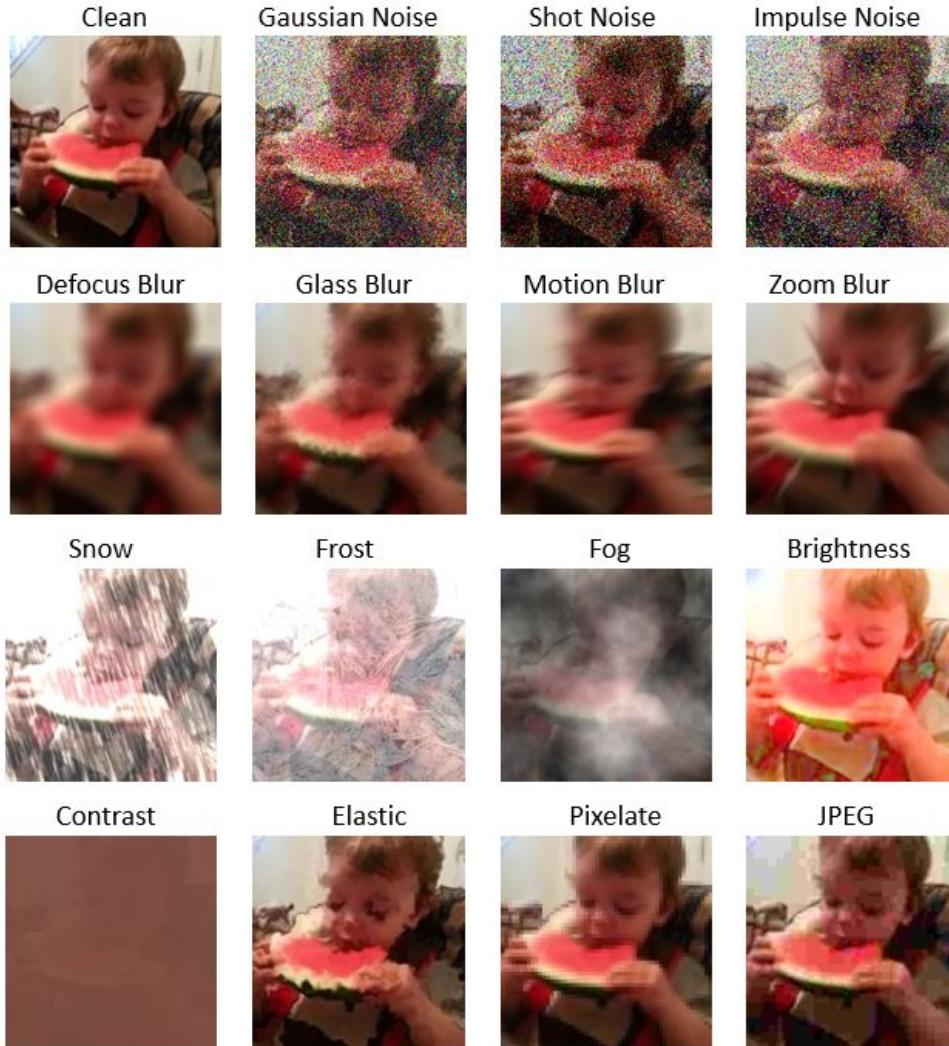 Clean
Gaussian Noise
Shot Noise
Impulse Noise
Defocus Blur
Glass Blur
Motion Blur
Zoom Blur
Snow
Frost
Fog
Brightness
Contrast
Elastic
Pixelate
JPEG